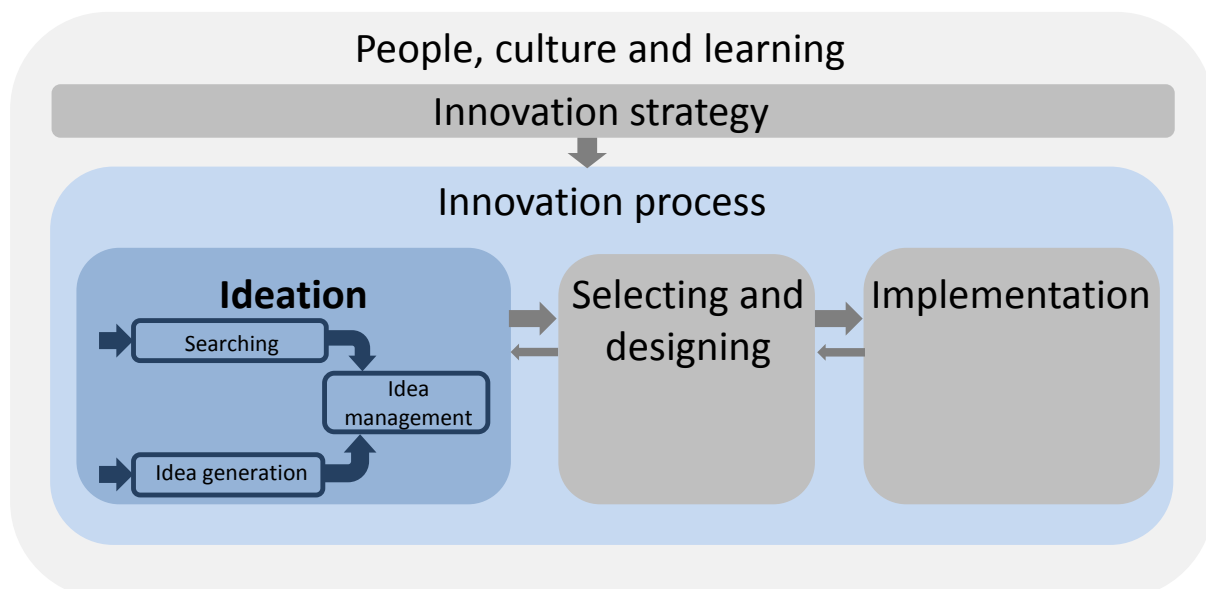 People, culture and learning
Innovation strategy
Innovation process
Ideation
Searching
Idea
management
Idea generation
Selecting and
designing
Implementation